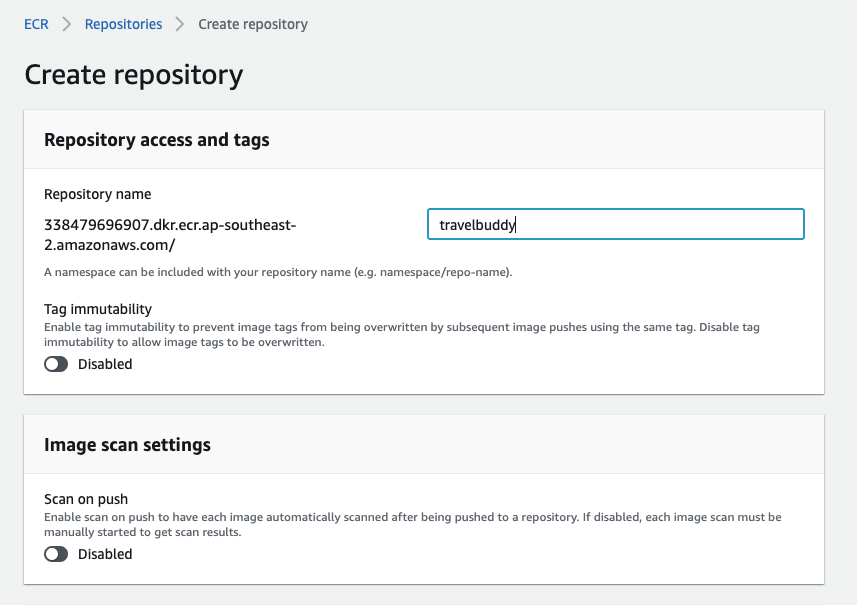 ECR > Repositories > Create repository
Create repository
Repository access and tags
Repository name
338479696907.dkr.ecr.ap-southeast-
2.amazonaws.com/
travelbuddy
A namespace can be included with your repository name (e.g. namespace/repo-name).
Tag immutability
Enable tag immutability to prevent image tags from being overwritten by subsequent image pushes using the same tag. Disable tag
immutability to allow image tags to be overwritten.
Disabled
Image scan settings
Scan on push
Enable scan on push to have each image automatically scanned after being pushed to a repository. If disabled, each image scan must be
manually started to get scan results.
Disabled